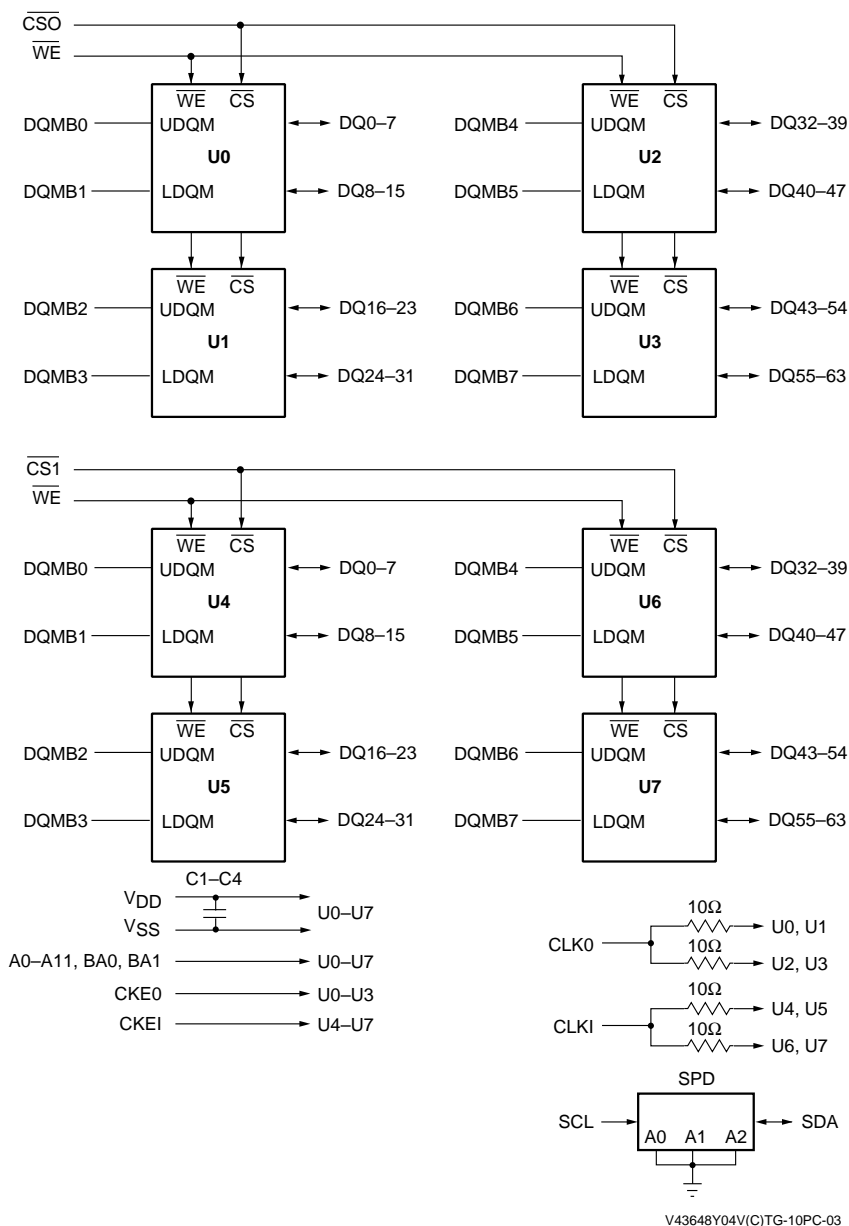 CSO
WE
WE CS WE CS
DQMB0 UDQM DQ0–7 DQMB4 UDQM DQ32–39
U0 U2
DQMB1 LDQM DQ8–15 DQMB5 LDQM DQ40–47
WE CS WE CS
DQMB2 UDQM DQ16–23 DQMB6 UDQM DQ43–54
U1 U3
DQMB3 LDQM DQ24–31 DQMB7 LDQM DQ55–63
CS1
WE
WE CS WE CS
DQMB0 UDQM DQ0–7 DQMB4 UDQM DQ32–39
U4 U6
DQMB1 LDQM DQ8–15 DQMB5 LDQM DQ40–47
WE CS WE CS
DQMB2 UDQM DQ16–23 DQMB6 UDQM DQ43–54
U5 U7
DQMB3 LDQM DQ24–31 DQMB7 LDQM DQ55–63
C1–C4
VDD
U0–U7
VSS
A0–A11, BA0, BA1 U0–U7
CKE0 U0–U3
CKEI U4–U7
10Ω
U0, U1
CLK0
10Ω
U2, U3
10Ω
U4, U5
CLKI
10Ω
U6, U7
SPD
SCL SDA
A0 A1 A2
V43648Y04V(C)TG-10PC-03